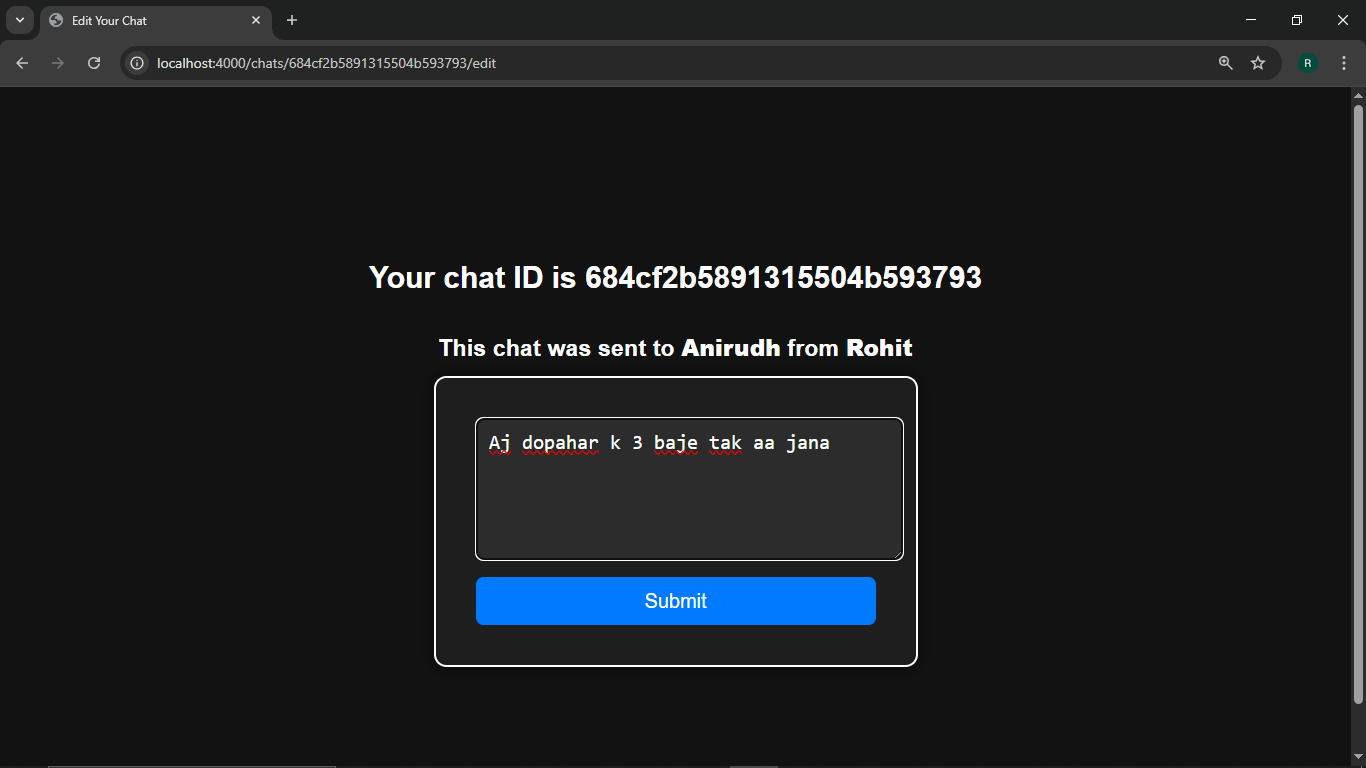 Edit Your Chat
localhost:4000/chats/684cf2b5891315504b593793/edit
R
Your chat ID is 684cf2b5891315504b593793
This chat was sent to Anirudh from Rohit
Aj dopahar k 3 baje tak aa jana
Submit